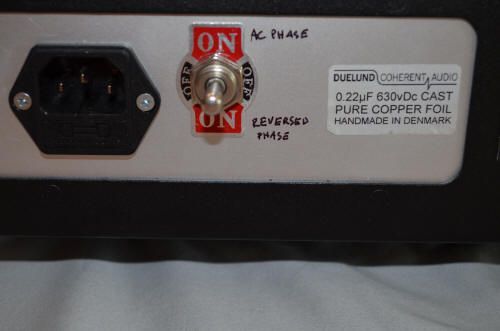 ON
AC PHASE
OFF
OFF
ON
REVERSED
PHASE
DUELUND COHERENT AUDIO
0.22µF 630vDc CAST
PURE COPPER FOIL
HANDMADE IN DENMARK